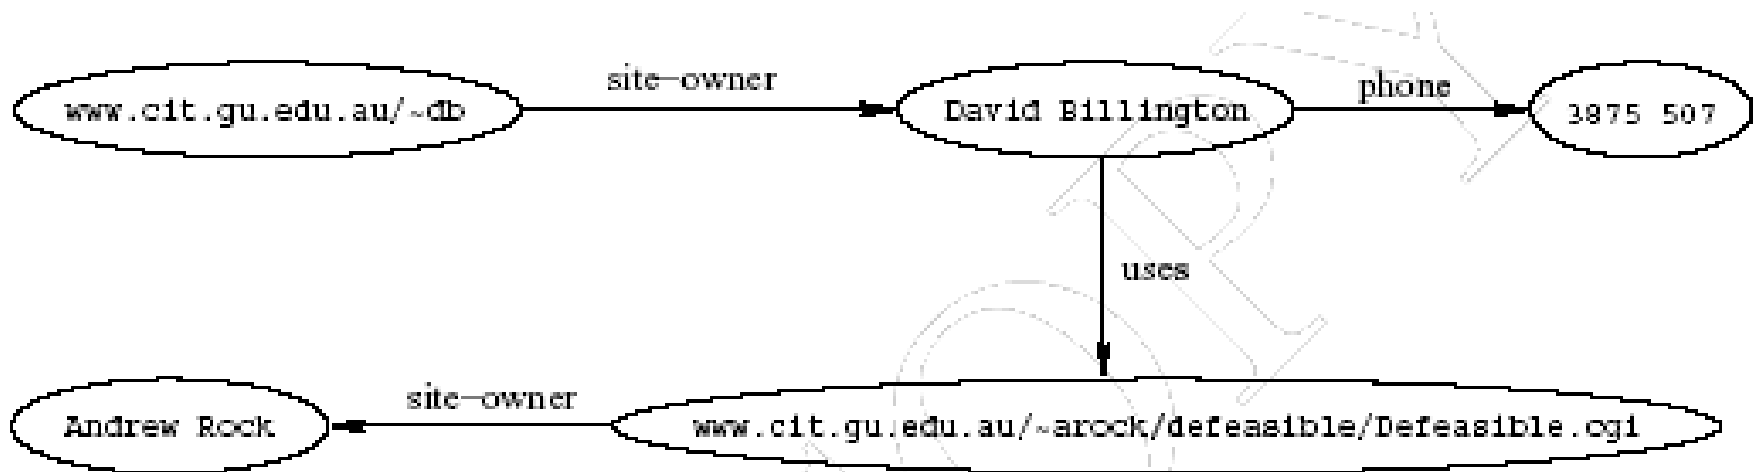 site-owner
www.cit.gu.edu.au/~db
David Billington
phone
3875 507
uses
site-owner
Andrew Rock
www.cit.gu.edu.au/~arock/defeasible/Defeasible.cgi